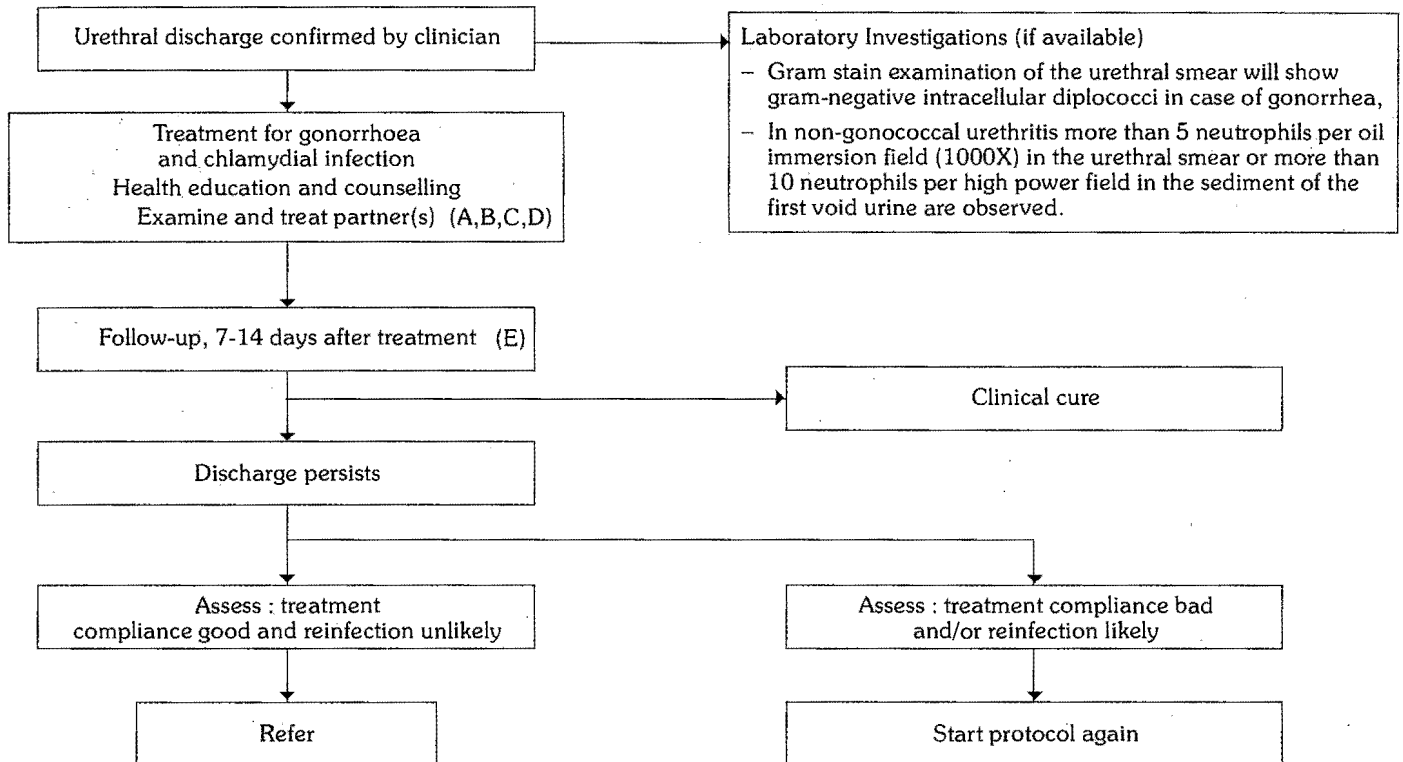 Urethral discharge confirmed by clinician
Laboratory Investigations (if available)
– Gram stain examination of the urethral smear will show
gram-negative intracellular diplococci in case of gonorrhea,
– In non-gonococcal urethritis more than 5 neutrophils per oil
immersion field (1000X) in the urethral smear or more than
10 neutrophils per high power field in the sediment of the
first void urine are observed.
Treatment for gonorrhoea
and chlamydial infection
Health education and counselling
Examine and treat partner(s) (A,B,C,D)
Follow-up, 7-14 days after treatment (E)
Clinical cure
Discharge persists
Assess : treatment
compliance good and reinfection unlikely
Assess : treatment compliance bad
and/or reinfection likely
Refer
Start protocol again